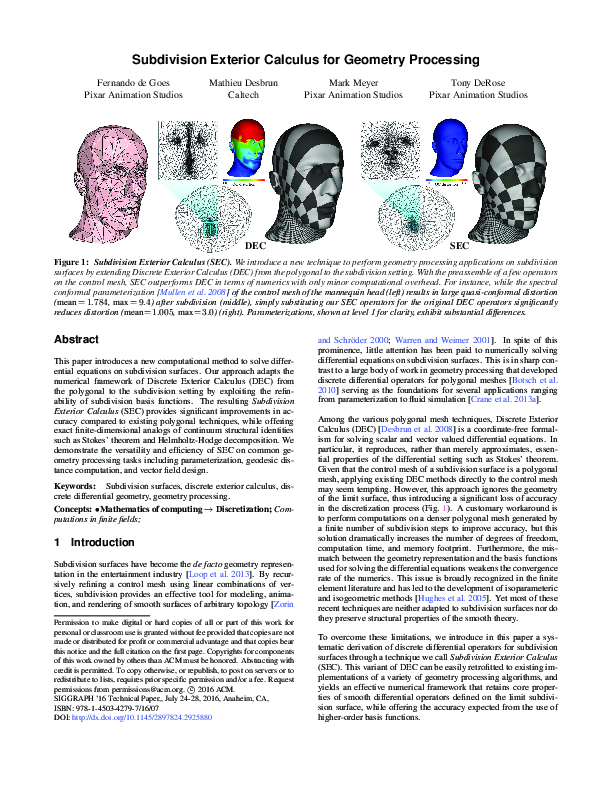 Subdivision Exterior Calculus for Geometry Processing
Fernando de Goes Mathieu Desbrun Mark Meyer Tony DeRose
Pixar Animation Studios Caltech Pixar Animation Studios Pixar Animation Studios
DEC SEC
Figure 1: Subdivision Exterior Calculus (SEC). We introduce a new technique to perform geometry processing applications on subdivision
surfaces by extending Discrete Exterior Calculus (DEC) from the polygonal to the subdivision setting. With the preassemble of a few operators
on the control mesh, SEC outperforms DEC in terms of numerics with only minor computational overhead. For instance, while the spectral
conformal parameterization [Mullen et al. 2008] of the control mesh of the mannequin head (left) results in large quasi-conformal distortion
(mean = 1.784, max = 9.4) after subdivision (middle), simply substituting our SEC operators for the original DEC operators significantly
reduces distortion (mean=1.005, max=3.0) (right). Parameterizations, shown at level 1 for clarity, exhibit substantial differences.
Abstract
This paper introduces a new computational method to solve differ-
ential equations on subdivision surfaces. Our approach adapts the
numerical framework of Discrete Exterior Calculus (DEC) from
the polygonal to the subdivision setting by exploiting the refin-
ability of subdivision basis functions. The resulting Subdivision
Exterior Calculus (SEC) provides significant improvements in ac-
curacy compared to existing polygonal techniques, while offering
exact finite-dimensional analogs of continuum structural identities
such as Stokes' theorem and Helmholtz-Hodge decomposition. We
demonstrate the versatility and efficiency of SEC on common ge-
ometry processing tasks including parameterization, geodesic dis-
tance computation, and vector field design.
Keywords: Subdivision surfaces, discrete exterior calculus, dis-
crete differential geometry, geometry processing.
Concepts: •Mathematics of computing → Discretization; Com-
putations in finite fields;
1 Introduction
Subdivision surfaces have become the de facto geometry represen-
tation in the entertainment industry [Loop et al. 2013]. By recur-
sively refining a control mesh using linear combinations of ver-
tices, subdivision provides an effective tool for modeling, anima-
tion, and rendering of smooth surfaces of arbitrary topology [Zorin
Permission to make digital or hard copies of all or part of this work for
personal or classroom use is granted without fee provided that copies are not
made or distributed for profit or commercial advantage and that copies bear
this notice and the full citation on the first page. Copyrights for components
of this work owned by others than ACM must be honored. Abstracting with
credit is permitted. To copy otherwise, or republish, to post on servers or to
redistribute to lists, requires prior specific permission and/or a fee. Request
permissions from permissions@acm.org. © 2016 ACM.
SIGGRAPH '16 Technical Paper,, July 24-28, 2016, Anaheim, CA,
ISBN: 978-1-4503-4279-7/16/07
DOI: http://dx.doi.org/10.1145/2897824.2925880
and Schröder 2000; Warren and Weimer 2001]. In spite of this
prominence, little attention has been paid to numerically solving
differential equations on subdivision surfaces. This is in sharp con-
trast to a large body of work in geometry processing that developed
discrete differential operators for polygonal meshes [Botsch et al.
2010] serving as the foundations for several applications ranging
from parameterization to fluid simulation [Crane et al. 2013a].
Among the various polygonal mesh techniques, Discrete Exterior
Calculus (DEC) [Desbrun et al. 2008] is a coordinate-free formal-
ism for solving scalar and vector valued differential equations. In
particular, it reproduces, rather than merely approximates, essen-
tial properties of the differential setting such as Stokes' theorem.
Given that the control mesh of a subdivision surface is a polygonal
mesh, applying existing DEC methods directly to the control mesh
may seem tempting. However, this approach ignores the geometry
of the limit surface, thus introducing a significant loss of accuracy
in the discretization process (Fig. 1). A customary workaround is
to perform computations on a denser polygonal mesh generated by
a finite number of subdivision steps to improve accuracy, but this
solution dramatically increases the number of degrees of freedom,
computation time, and memory footprint. Furthermore, the mis-
match between the geometry representation and the basis functions
used for solving the differential equations weakens the convergence
rate of the numerics. This issue is broadly recognized in the finite
element literature and has led to the development of isoparametric
and isogeometric methods [Hughes et al. 2005]. Yet most of these
recent techniques are neither adapted to subdivision surfaces nor do
they preserve structural properties of the smooth theory.
To overcome these limitations, we introduce in this paper a sys-
tematic derivation of discrete differential operators for subdivision
surfaces through a technique we call Subdivision Exterior Calculus
(SEC). This variant of DEC can be easily retrofitted to existing im-
plementations of a variety of geometry processing algorithms, and
yields an effective numerical framework that retains core proper-
ties of smooth differential operators defined on the limit subdivi-
sion surface, while offering the accuracy expected from the use of
higher-order basis functions.